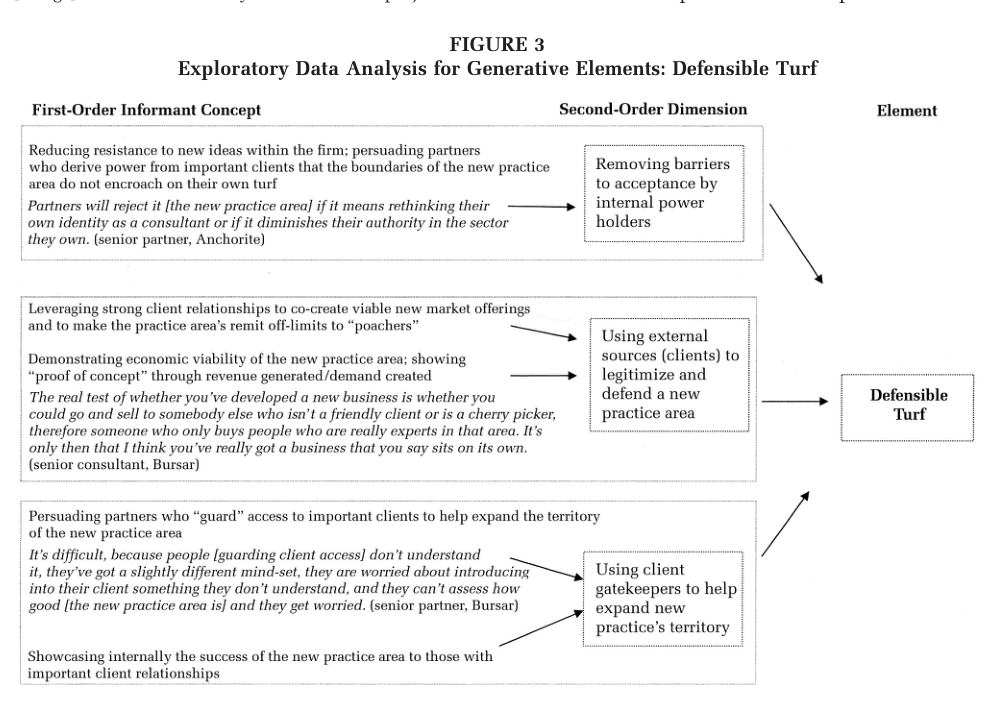 FIGURE 3
Exploratory Data Analysis for Generative Elements: Defensible Turf
First-Order Informant Concept
Second-Order Dimension
Element
Reducing resistance to new ideas within the firm; persuading partners
who derive power from important clients that the boundaries of the new practice
area do not encroach on their own turf
Partners will reject it [the new practice area] if it means rethinking their
own identity as a consultant or if it diminishes their authority in the sector
they own. (senior partner, Anchorite)
Removing barriers
to acceptance by
internal power
holders
Leveraging strong client relationships to co-create viable new market offerings
and to make the practice area's remit off-limits to "poachers"
Demonstrating economic viability of the new practice area; showing
"proof of concept" through revenue generated/demand created
The real test of whether you've developed a new business is whether you
could go and sell to somebody else who isn't a friendly client or is a cherry picker,
therefore someone who only buys people who are really experts in that area. It's
only then that I think you've really got a business that you say sits on its own.
(senior consultant, Bursar)
Using external
sources (clients) to
legitimize and
defend a new
practice area
Defensible
Turf
Persuading partners who "guard" access to important clients to help expand the territory
of the new practice area
It's difficult, because people [guarding client access] don't understand
it, they've got a slightly different mind-set, they are worried about introducing
into their client something they don't understand, and they can't assess how
good [the new practice area is] and they get worried. (senior partner, Bursar)
Showcasing internally the success of the new practice area to those with
important client relationships
Using client
gatekeepers to help
expand new
practice's territory